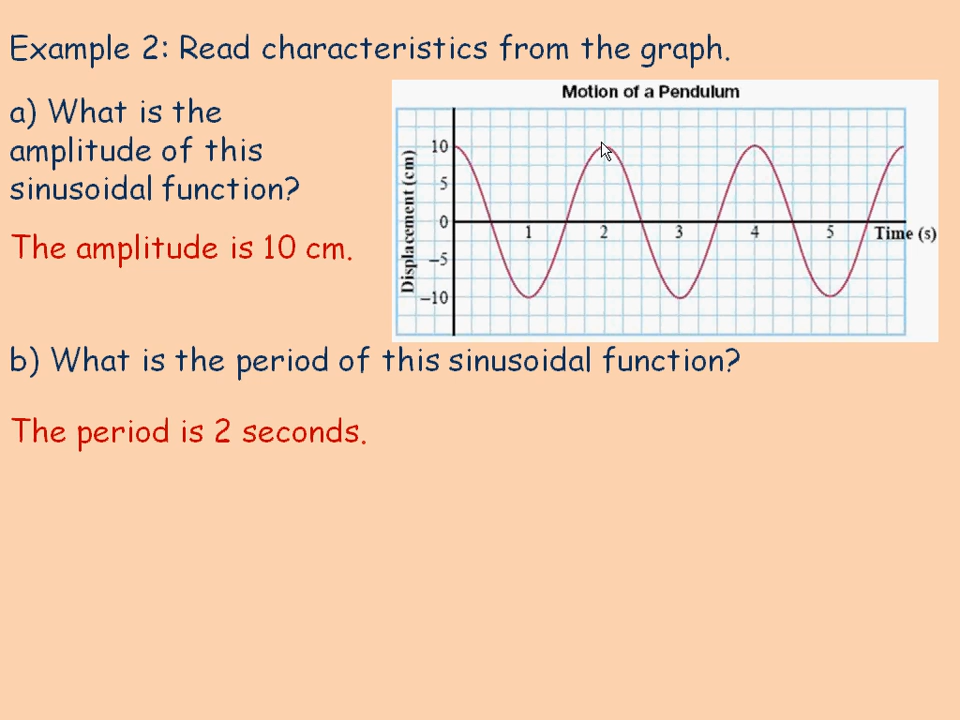 Example 2: Read characteristics from the graph.
a) What is the
amplitude of this
sinusoidal function?
The amplitude is 10 cm.
Motion of a Pendulum
Displacement (cm)
10
5
0
−5
−10
1 2 3 4 5 Time (s)
b) What is the period of this sinusoidal function?
The period is 2 seconds.